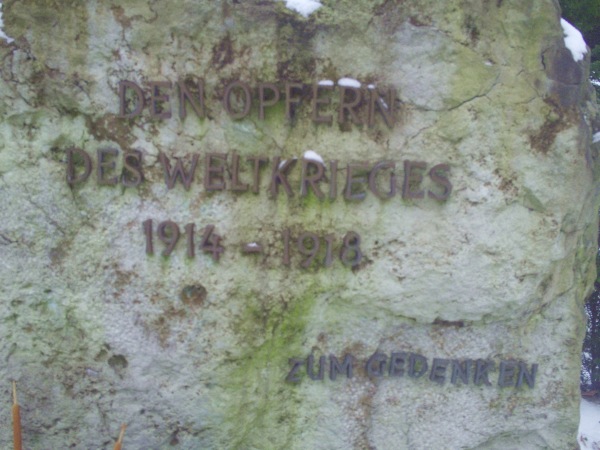 DEN OPFERN
DES WELTKRIEGES
1914 - 1918
ZUM GEDENKEN